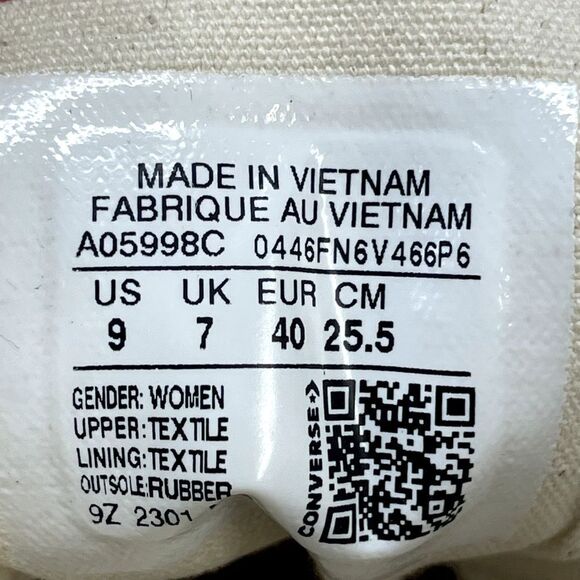 MADE IN VIETNAM
FABRIQUE AU VIETNAM
A05998C 0446FN6V466P6
US UK EUR CM
9 7 40 25.5
GENDER: WOMEN
UPPER: TEXTILE
LINING: TEXTILE
OUTSOLE: RUBBER
9Z 2301
CONVERSE